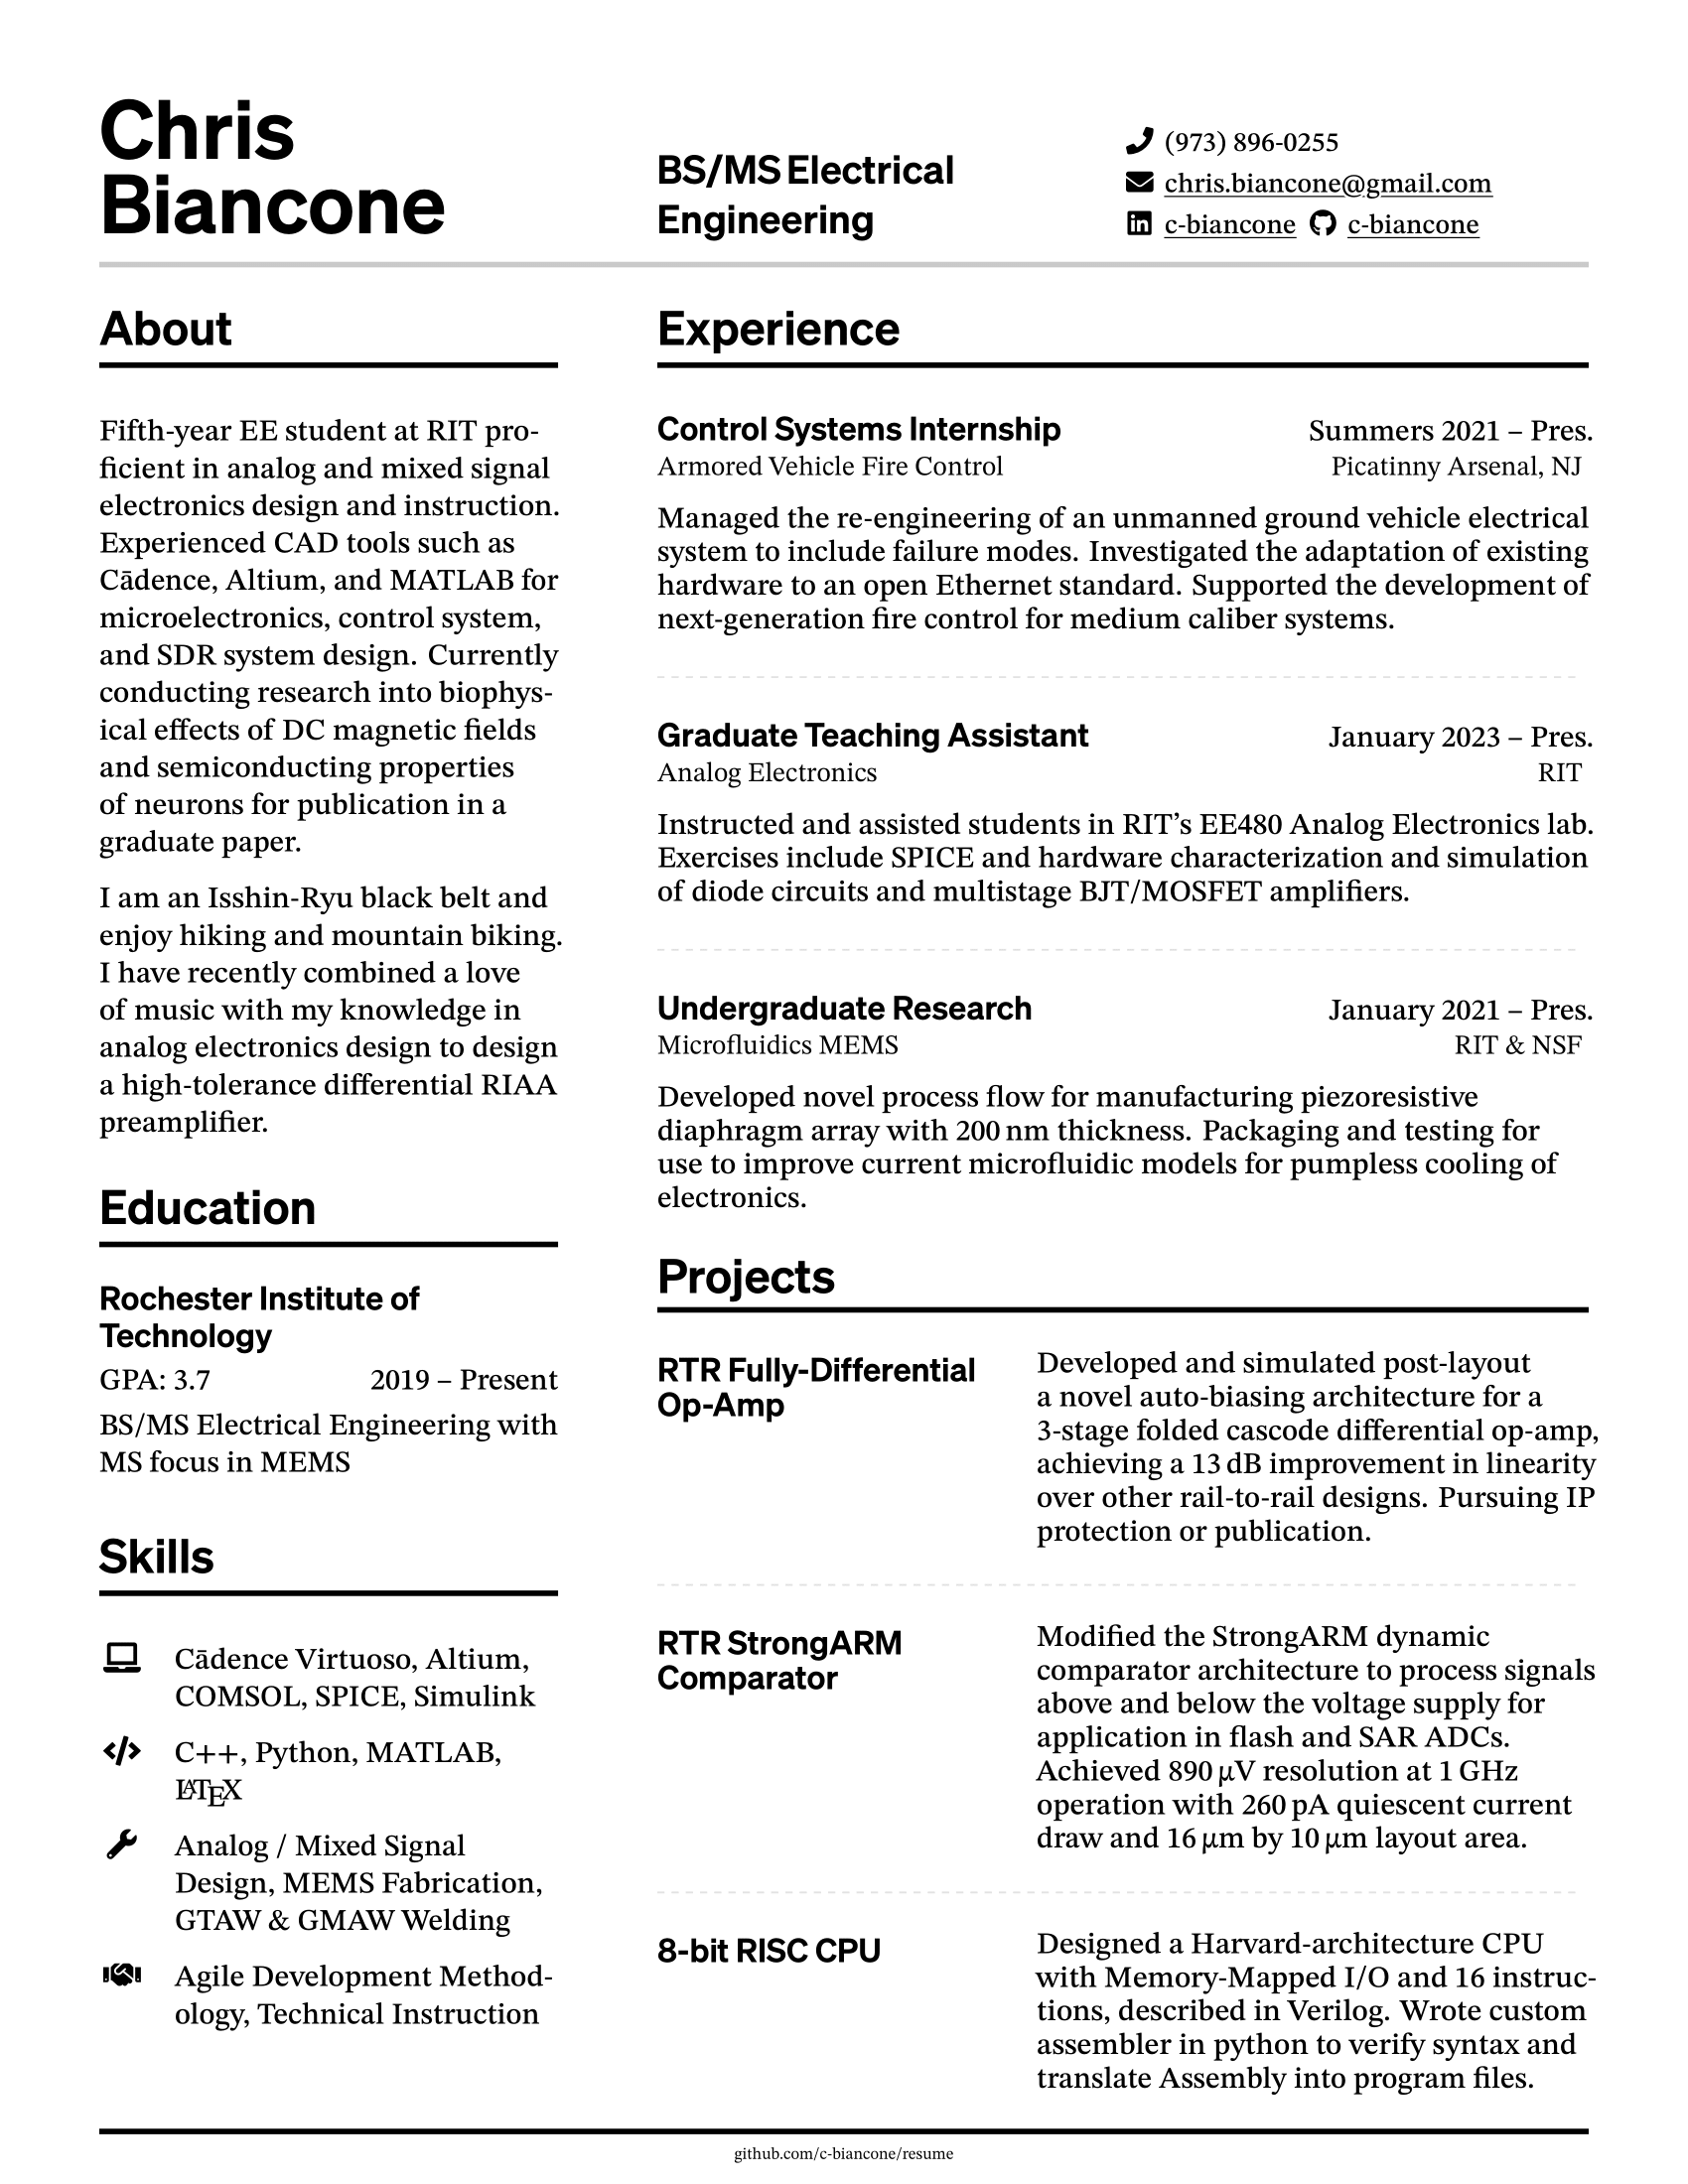 Chris
Biancone
BS/MS Electrical
Engineering
(973) 896-0255
chris.biancone@gmail.com
c-biancone c-biancone
About
Fifth-year EE student at RIT pro-
ficient in analog and mixed signal
electronics design and instruction.
Experienced CAD tools such as
Cādence, Altium, and MATLAB for
microelectronics, control system,
and SDR system design. Currently
conducting research into biophys-
ical effects of DC magnetic fields
and semiconducting properties
of neurons for publication in a
graduate paper.
I am an Isshin-Ryu black belt and
enjoy hiking and mountain biking.
I have recently combined a love
of music with my knowledge in
analog electronics design to design
a high-tolerance differential RIAA
preamplifier.
Education
Rochester Institute of
Technology
GPA: 3.7 2019 – Present
BS/MS Electrical Engineering with
MS focus in MEMS
Skills
Cādence Virtuoso, Altium,
COMSOL, SPICE, Simulink
C++, Python, MATLAB,
LATEX
Analog / Mixed Signal
Design, MEMS Fabrication,
GTAW & GMAW Welding
Agile Development Method-
ology, Technical Instruction
Experience
Control Systems Internship Summers 2021 – Pres.
Armored Vehicle Fire Control Picatinny Arsenal, NJ
Managed the re-engineering of an unmanned ground vehicle electrical
system to include failure modes. Investigated the adaptation of existing
hardware to an open Ethernet standard. Supported the development of
next-generation fire control for medium caliber systems.
Graduate Teaching Assistant January 2023 – Pres.
Analog Electronics RIT
Instructed and assisted students in RIT’s EE480 Analog Electronics lab.
Exercises include SPICE and hardware characterization and simulation
of diode circuits and multistage BJT/MOSFET amplifiers.
Undergraduate Research January 2021 – Pres.
Microfluidics MEMS RIT & NSF
Developed novel process flow for manufacturing piezoresistive
diaphragm array with 200 nm thickness. Packaging and testing for
use to improve current microfluidic models for pumpless cooling of
electronics.
Projects
RTR Fully-Differential
Op-Amp
Developed and simulated post-layout
a novel auto-biasing architecture for a
3-stage folded cascode differential op-amp,
achieving a 13 dB improvement in linearity
over other rail-to-rail designs. Pursuing IP
protection or publication.
RTR StrongARM
Comparator
Modified the StrongARM dynamic
comparator architecture to process signals
above and below the voltage supply for
application in flash and SAR ADCs.
Achieved 890 µV resolution at 1 GHz
operation with 260 pA quiescent current
draw and 16 µm by 10 µm layout area.
8-bit RISC CPU
Designed a Harvard-architecture CPU
with Memory-Mapped I/O and 16 instruc-
tions, described in Verilog. Wrote custom
assembler in python to verify syntax and
translate Assembly into program files.
github.com/c-biancone/resume